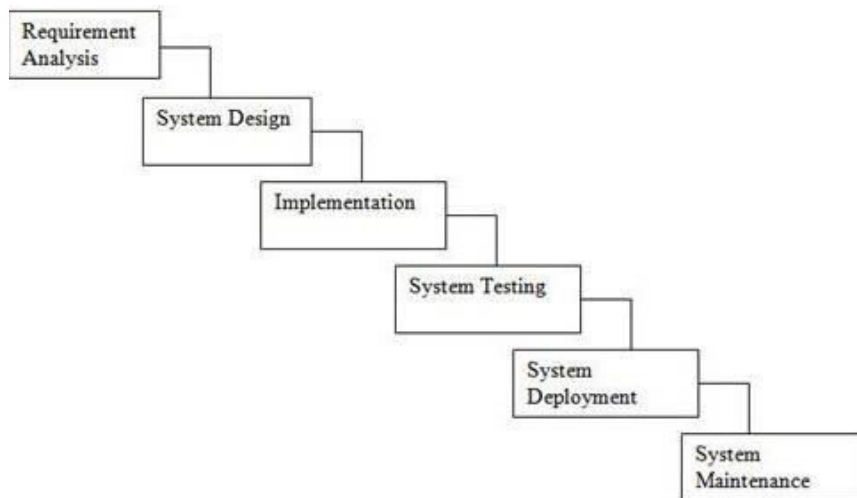 Requirement
Analysis
System Design
Implementation
System Testing
System
Deployment
System
Maintenance